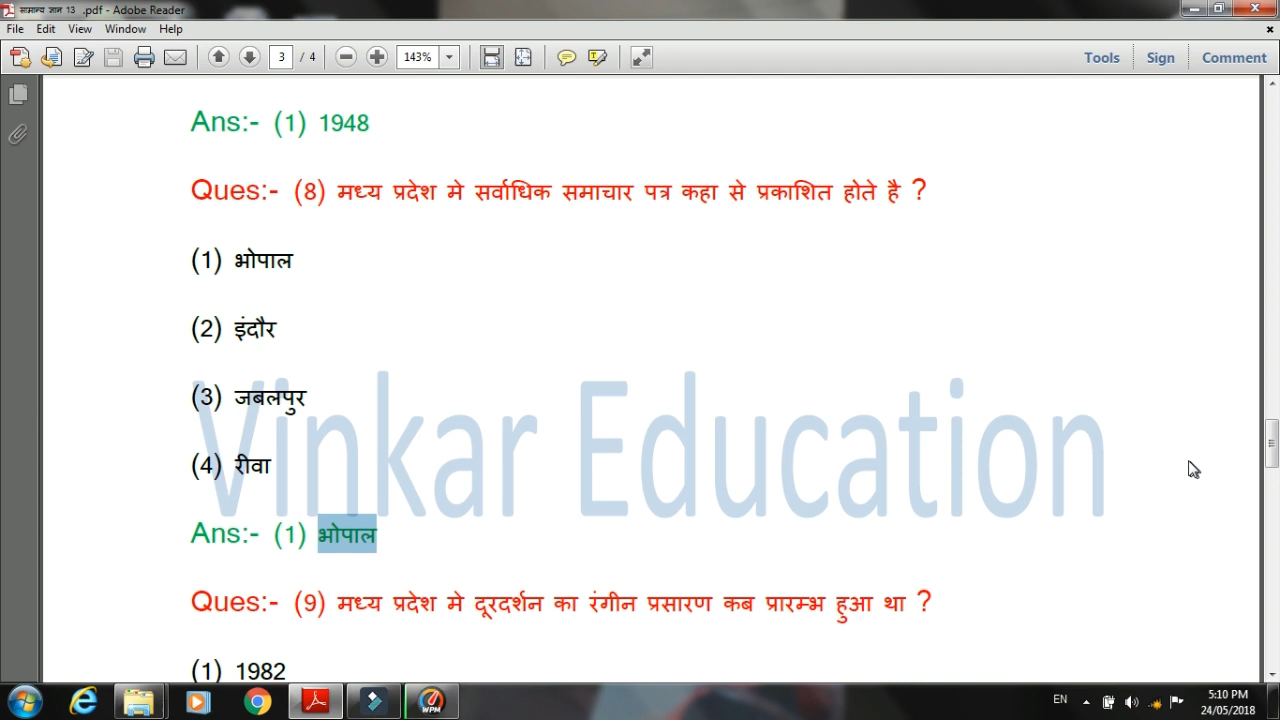 सामान्य ज्ञान 13 .pdf - Adobe Reader
File Edit View Window Help
3 / 4 143% Tools Sign Comment
Ans:- (1) 1948
Ques:- (8) मध्य प्रदेश मे सर्वाधिक समाचार पत्र कहा से प्रकाशित होते है ?
(1) भोपाल
(2) इंदौर
(3) जबलपुर
(4) रीवा
Vinkar Education
Ans:- (1) भोपाल
Ques:- (9) मध्य प्रदेश मे दूरदर्शन का रंगीन प्रसारण कब प्रारम्भ हुआ था ?
(1) 1982
WPM
EN
5:10 PM
24/05/2018